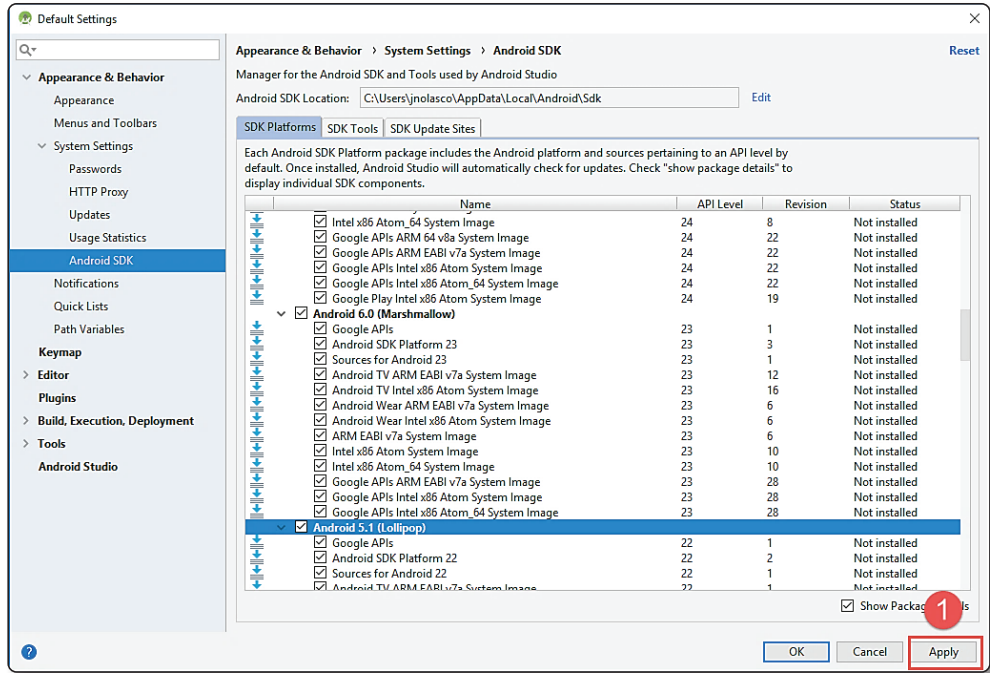 Default Settings
Appearance & Behavior
Appearance
Menus and Toolbars
System Settings
Passwords
HTTP Proxy
Updates
Usage Statistics
Android SDK
Notifications
Quick Lists
Path Variables
Keymap
Editor
Plugins
Build, Execution, Deployment
Tools
Android Studio
Appearance & Behavior › System Settings › Android SDK
Reset
Manager for the Android SDK and Tools used by Android Studio
Android SDK Location: C:\Users\jnolasco\AppData\Local\Android\Sdk Edit
SDK Platforms SDK Tools SDK Update Sites
Each Android SDK Platform package includes the Android platform and sources pertaining to an API level by
default. Once installed, Android Studio will automatically check for updates. Check "show package details" to
display individual SDK components.
Name API Level Revision Status
Intel x86 Atom_64 System Image 24 8 Not installed
Google APIs ARM 64 v8a System Image 24 22 Not installed
Google APIs ARM EABI v7a System Image 24 22 Not installed
Google APIs Intel x86 Atom System Image 24 22 Not installed
Google APIs Intel x86 Atom_64 System Image 24 22 Not installed
Google Play Intel x86 Atom System Image 24 19 Not installed
Android 6.0 (Marshmallow)
Google APIs 23 1 Not installed
Android SDK Platform 23 23 3 Not installed
Sources for Android 23 23 1 Not installed
Android TV ARM EABI v7a System Image 23 12 Not installed
Android TV Intel x86 Atom System Image 23 16 Not installed
Android Wear ARM EABI v7a System Image 23 6 Not installed
Android Wear Intel x86 Atom System Image 23 6 Not installed
ARM EABI v7a System Image 23 6 Not installed
Intel x86 Atom System Image 23 10 Not installed
Intel x86 Atom_64 System Image 23 10 Not installed
Google APIs ARM EABI v7a System Image 23 28 Not installed
Google APIs Intel x86 Atom System Image 23 28 Not installed
Google APIs Intel x86 Atom_64 System Image 23 28 Not installed
Android 5.1 (Lollipop)
Google APIs 22 1 Not installed
Android SDK Platform 22 22 2 Not installed
Sources for Android 22 22 1 Not installed
Android TV ARM EABI v7a System Image 22 1 Not installed
Show
1
? OK Cancel Apply